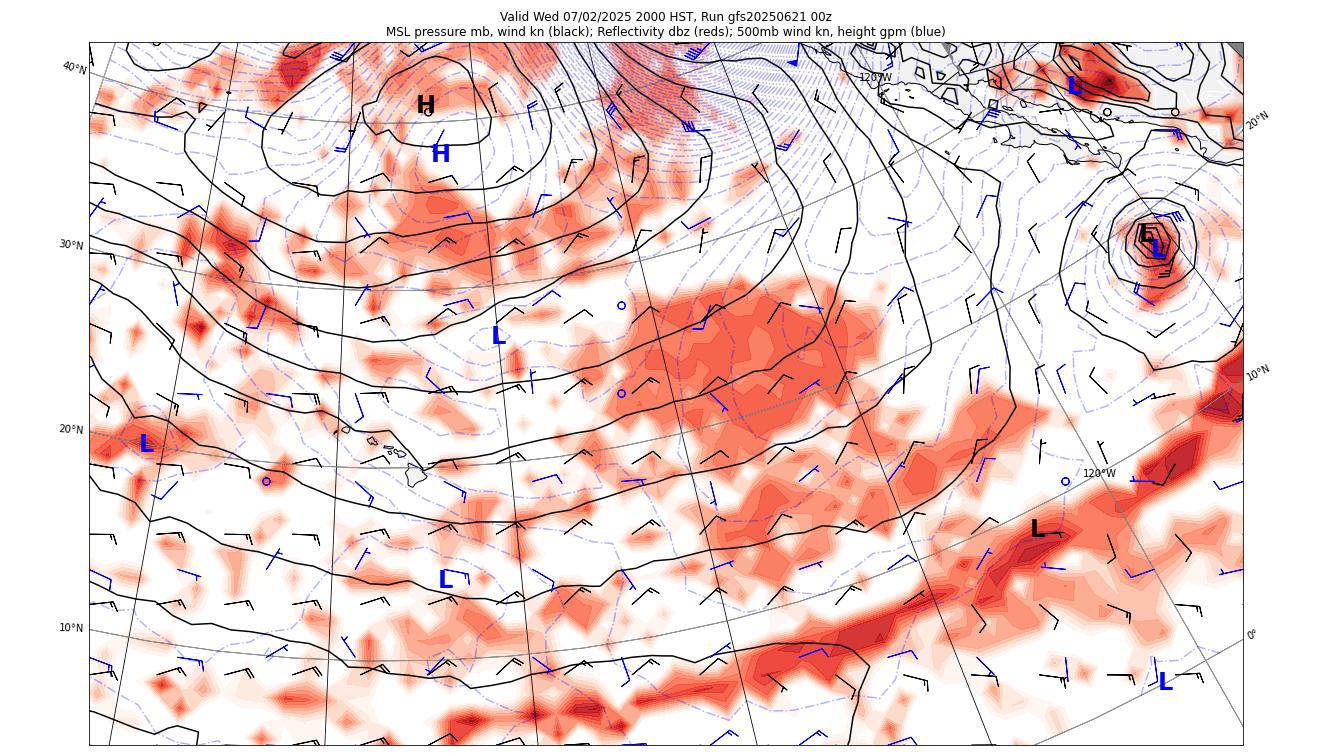 Valid Wed 07/02/2025 2000 HST, Run gfs20250621 00z
MSL pressure mb, wind kn (black); Reflectivity dbz (reds); 500mb wind kn, height gpm (blue)
40°N
120°W
L
20°N
H
H
L
L
30°N
L
10°N
20°N
L
120°W
L
L
10°N
0°
L